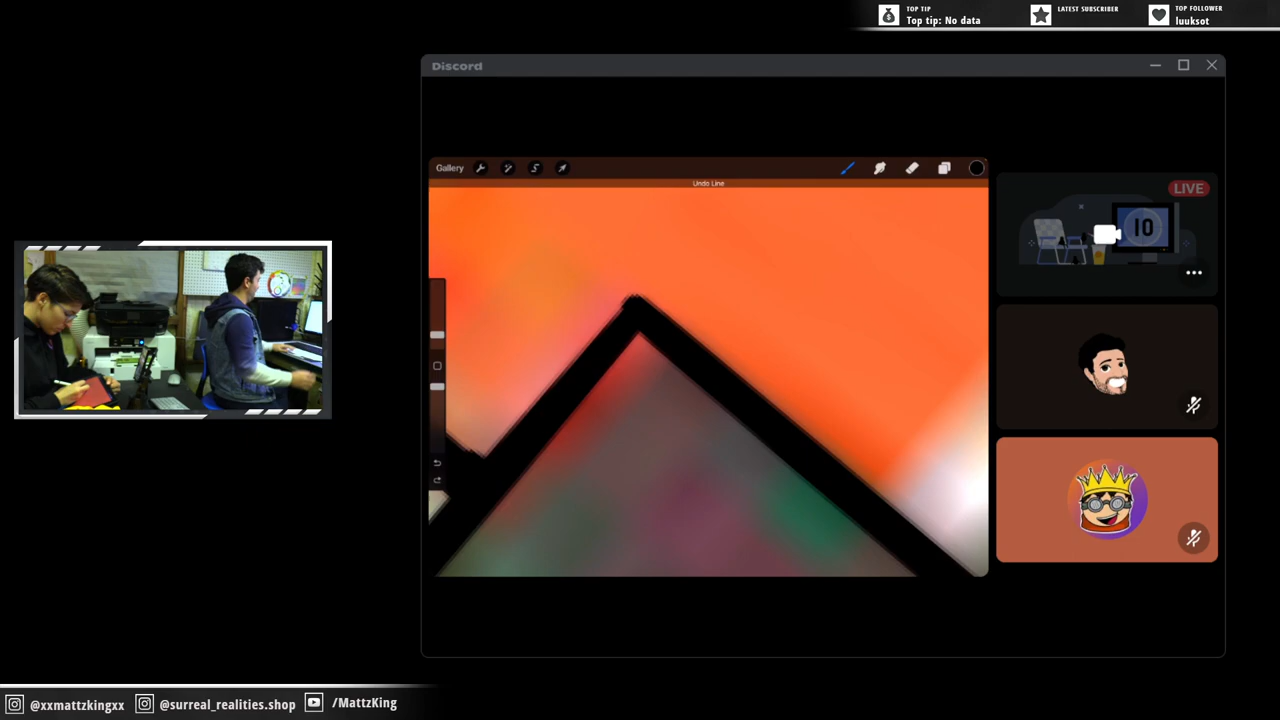 TOP TIP
Top tip: No data
LATEST SUBSCRIBER
TOP FOLLOWER
luuksot
Discord
Gallery
Undo Line
LIVE
10
@xxmattzkingxx
@surreal_realities.shop
/MattzKing